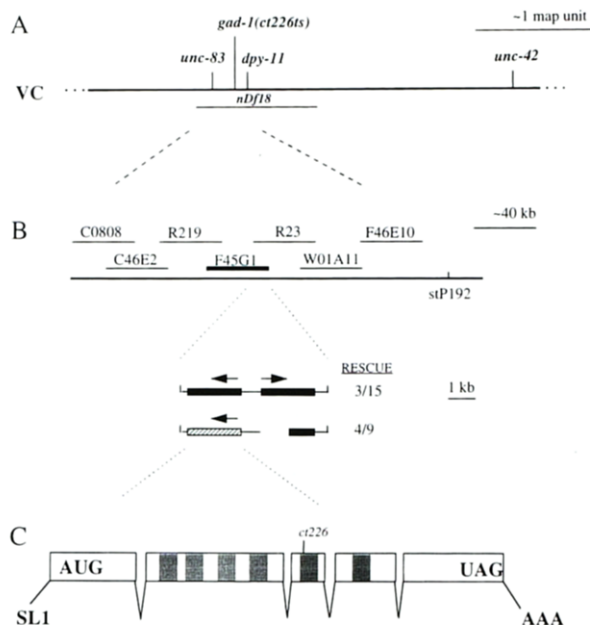 A
~1 map unit
gad-1(ct226ts)
unc-83 dpy-11 unc-42
VC
nDf18
B
~40 kb
C0808 R219 R23 F46E10
C46E2 F45G1 W01A11
stP192
RESCUE
3/15
1 kb
4/9
C
ct226
AUG UAG
SL1 AAA